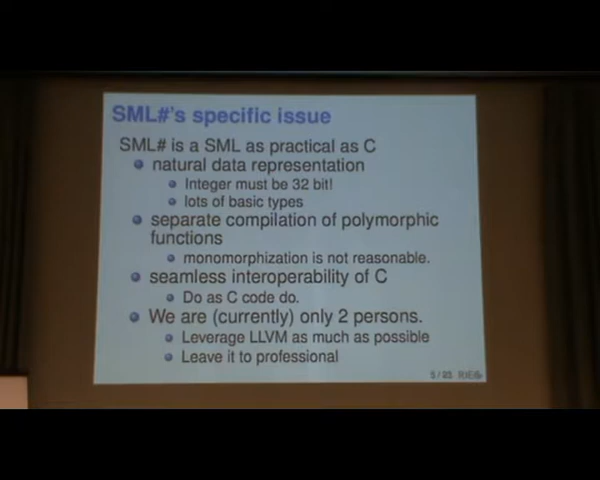 SML#'s specific issue
SML# is a SML as practical as C
natural data representation
Integer must be 32 bit!
lots of basic types
separate compilation of polymorphic
functions
monomorphization is not reasonable.
seamless interoperability of C
Do as C code do.
We are (currently) only 2 persons.
Leverage LLVM as much as possible
Leave it to professional
5 / 23